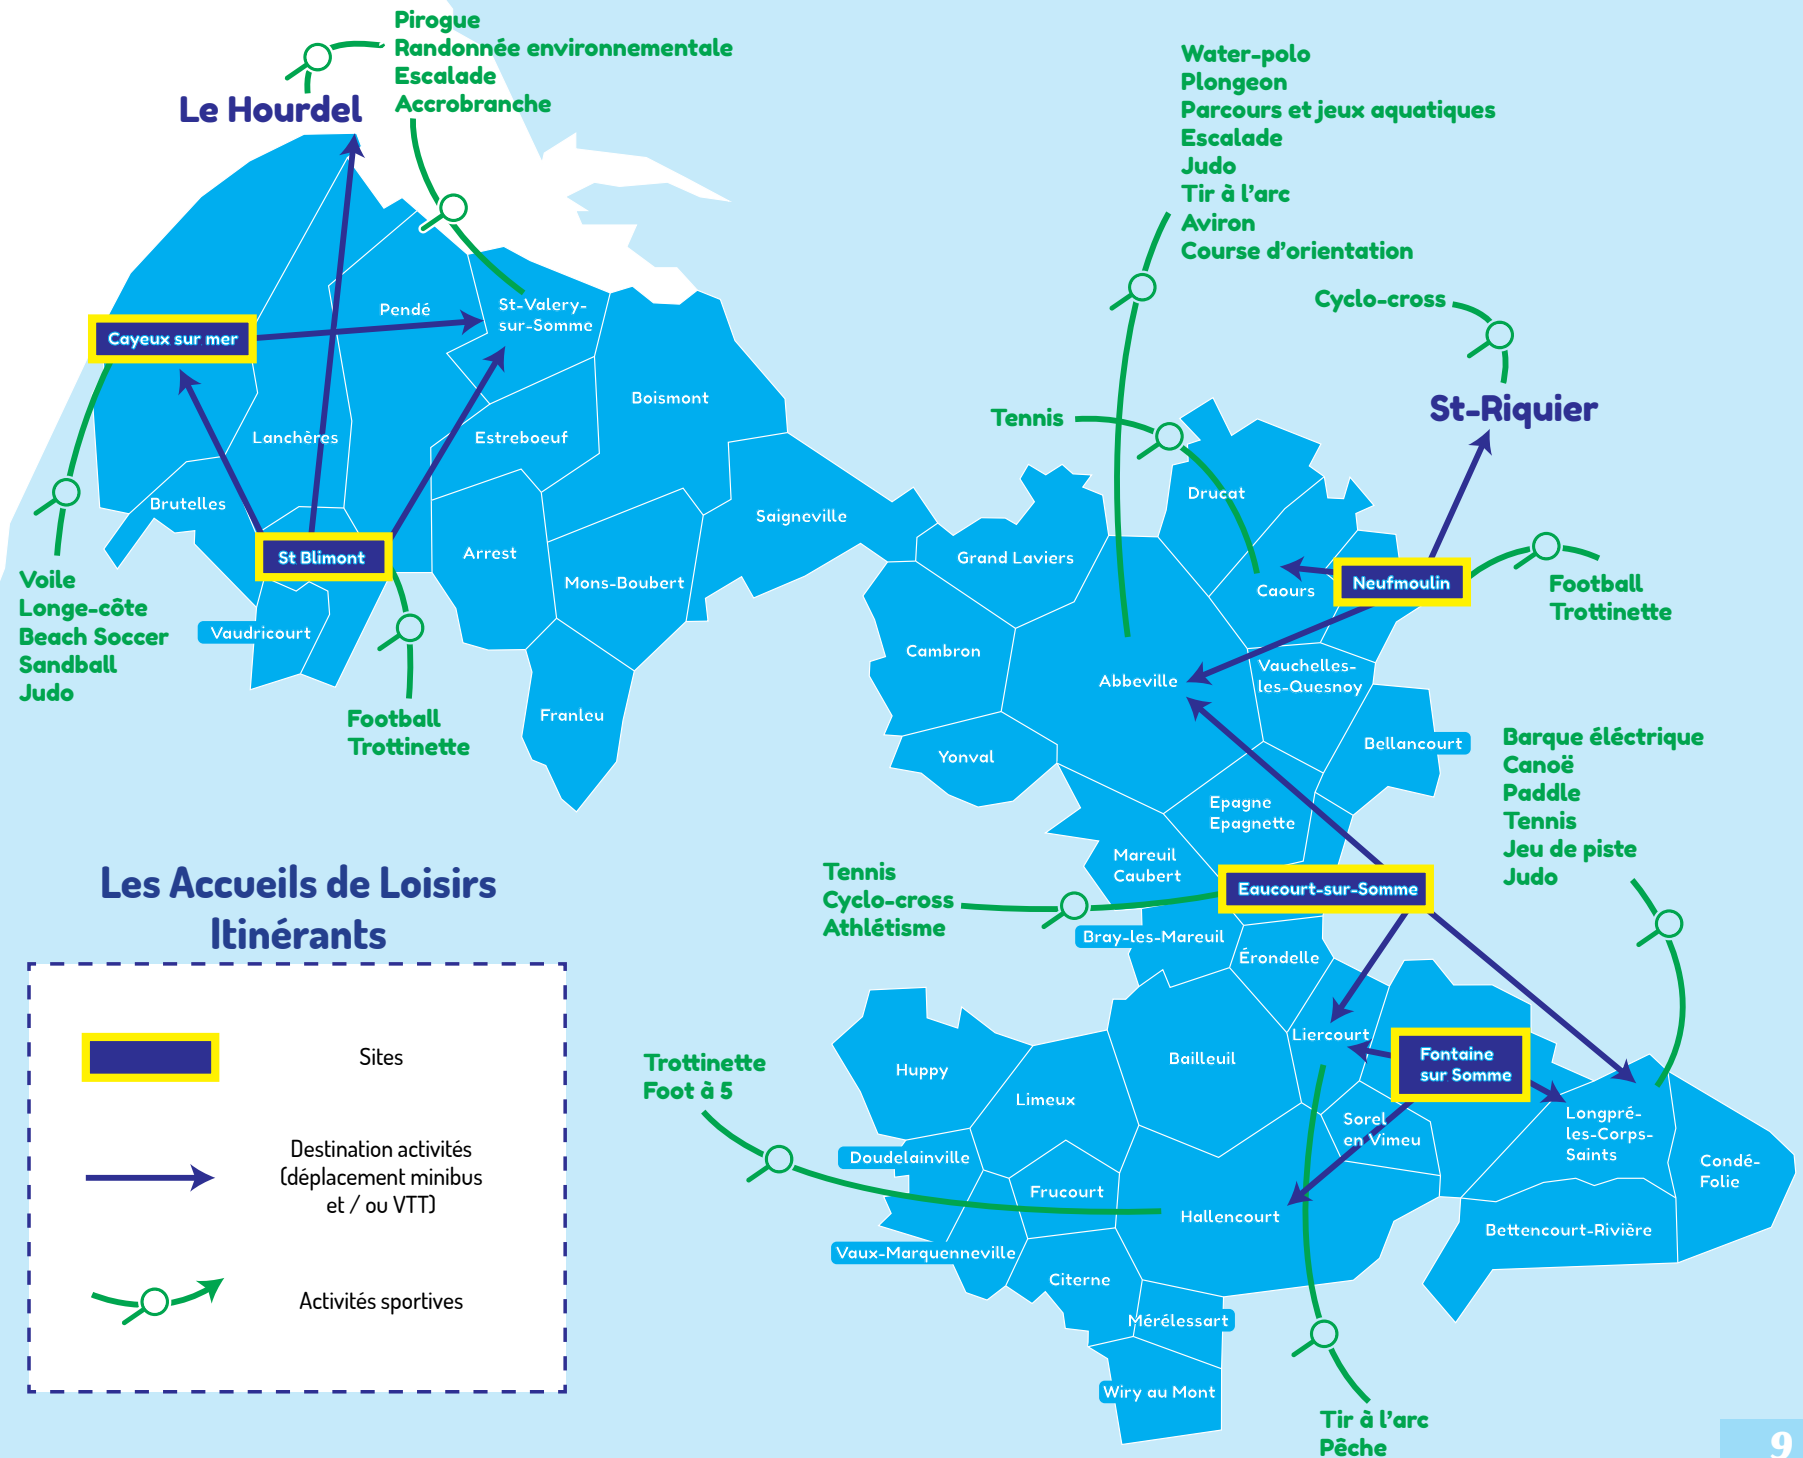 Pirogue
Randonnée environnementale
Escalade
Accrobranche
Le Hourdel
Water-polo
Plongeon
Parcours et jeux aquatiques
Escalade
Judo
Tir à l'arc
Aviron
Course d'orientation
Cyclo-cross
St-Riquier
Tennis
Pendé
St-Valery-
sur-Somme
Cayeux sur mer
Boismont
Lanchères
Estreboeuf
Brutelles
Saigneville
St Blimont
Arrest
Mons-Boubert
Vaudricourt
Franleu
Voile
Longe-côte
Beach Soccer
Sandball
Judo
Football
Trottinette
Drucat
Grand Laviers
Caours
Neufmoulin
Football
Trottinette
Cambron
Abbeville
Vauchelles-
les-Quesnoy
Yonval
Bellancourt
Epagne
Epagnette
Mareuil
Caubert
Barque éléctrique
Canoë
Paddle
Tennis
Jeu de piste
Judo
Tennis
Cyclo-cross
Athlétisme
Eaucourt-sur-Somme
Bray-les-Mareuil
Érondelle
Liercourt
Bailleuil
Fontaine
sur Somme
Huppy
Limeux
Trottinette
Foot à 5
Sorel
en Vimeu
Longpré-
les-Corps-
Saints
Condé-
Folie
Doudelainville
Frucourt
Hallencourt
Bettencourt-Rivière
Vaux-Marquenneville
Citerne
Mérélessart
Wiry au Mont
Tir à l'arc
Pêche
Les Accueils de Loisirs
Itinérants
Sites
Destination activités
(déplacement minibus
et / ou VTT)
Activités sportives
9